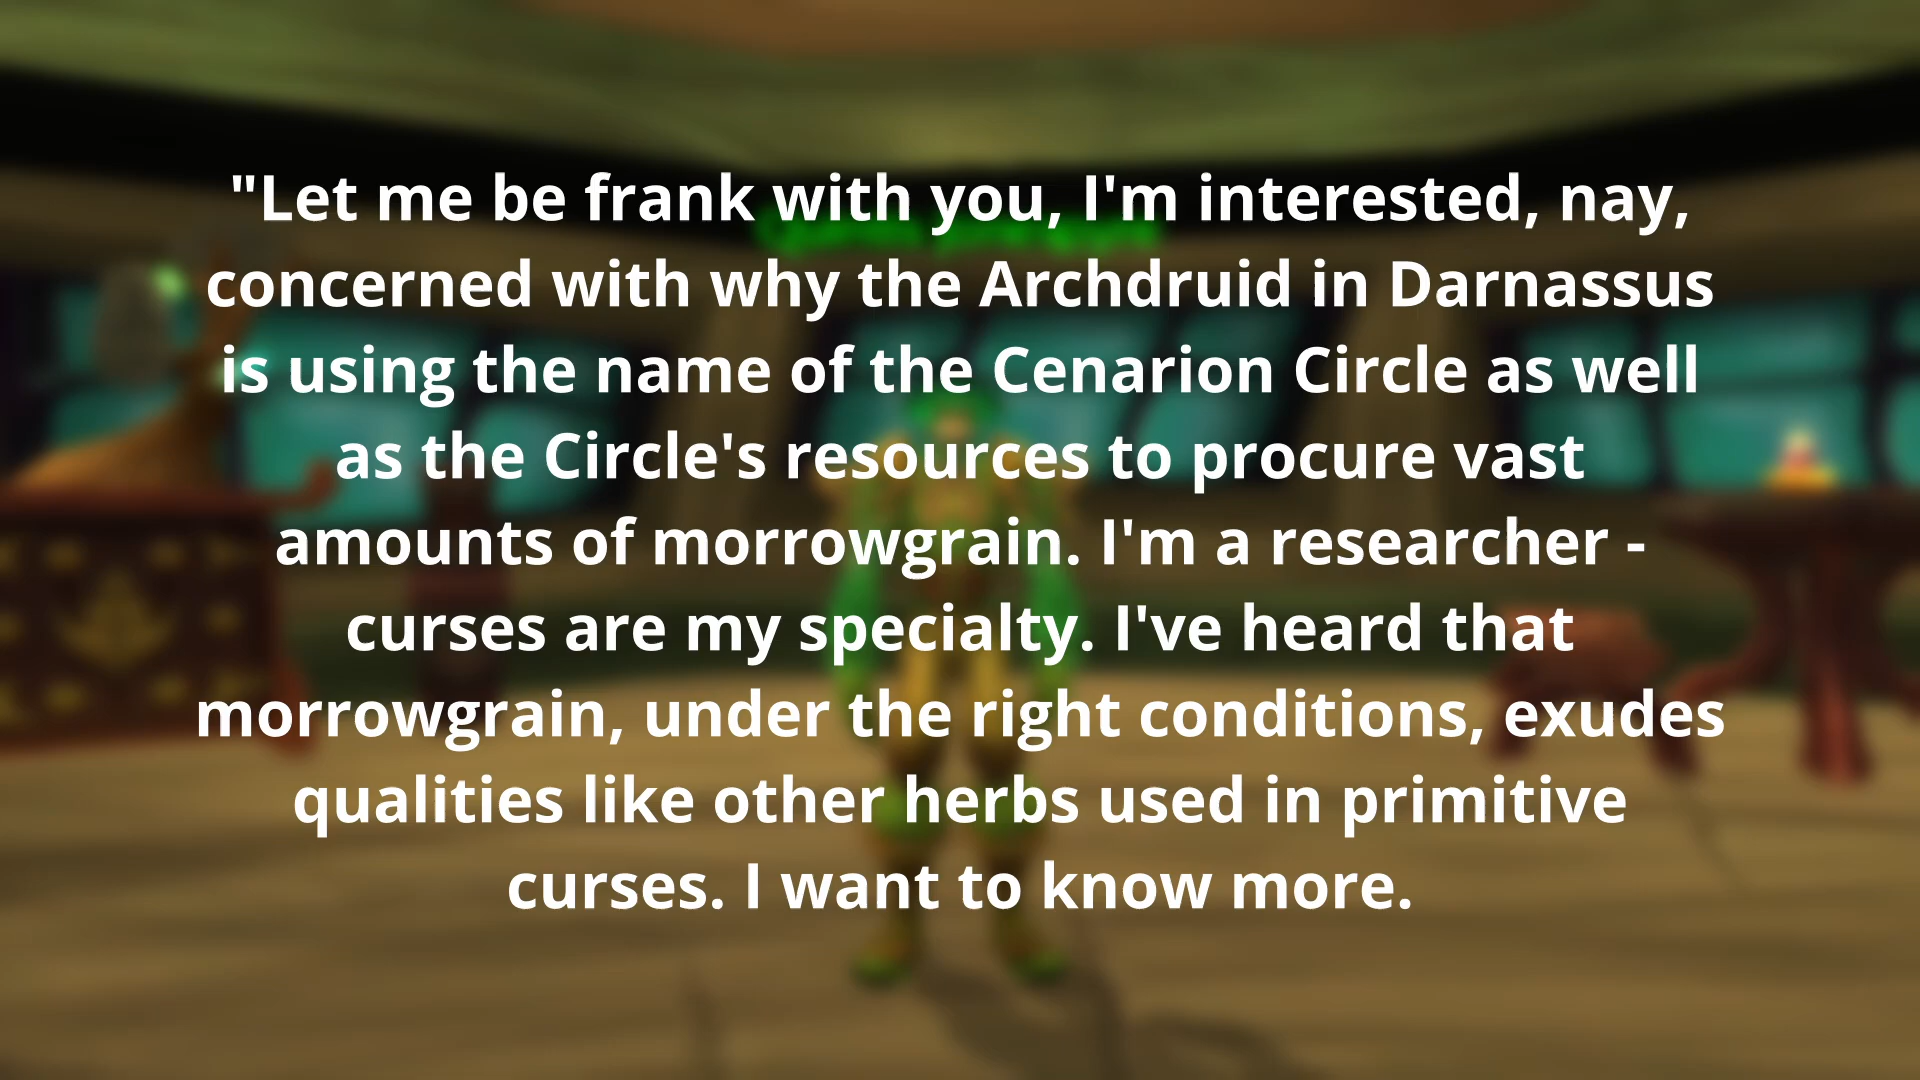 "Let me be frank with you, I'm interested, nay,
concerned with why the Archdruid in Darnassus
is using the name of the Cenarion Circle as well
as the Circle's resources to procure vast
amounts of morrowgrain. I'm a researcher -
curses are my specialty. I've heard that
morrowgrain, under the right conditions, exudes
qualities like other herbs used in primitive
curses. I want to know more.